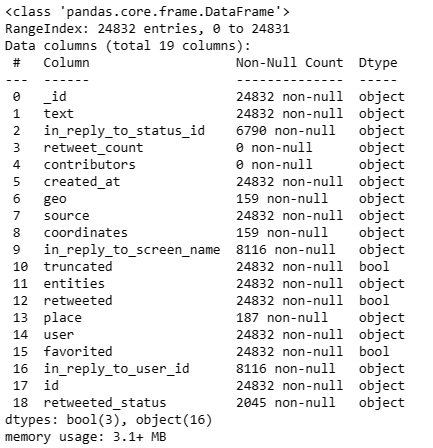 <class 'pandas.core.frame.DataFrame'>
RangeIndex: 24832 entries, 0 to 24831
Data columns (total 19 columns):
 #   Column                   Non-Null Count  Dtype
---  ------                   --------------  -----
 0   _id                      24832 non-null  object
 1   text                     24832 non-null  object
 2   in_reply_to_status_id    6790 non-null   object
 3   retweet_count            0 non-null      object
 4   contributors             0 non-null      object
 5   created_at               24832 non-null  object
 6   geo                      159 non-null    object
 7   source                   24832 non-null  object
 8   coordinates              159 non-null    object
 9   in_reply_to_screen_name  8116 non-null   object
 10  truncated                24832 non-null  bool
 11  entities                 24832 non-null  object
 12  retweeted                24832 non-null  bool
 13  place                    187 non-null    object
 14  user                     24832 non-null  object
 15  favorited                24832 non-null  bool
 16  in_reply_to_user_id      8116 non-null   object
 17  id                       24832 non-null  object
 18  retweeted_status         2045 non-null   object
dtypes: bool(3), object(16)
memory usage: 3.1+ MB